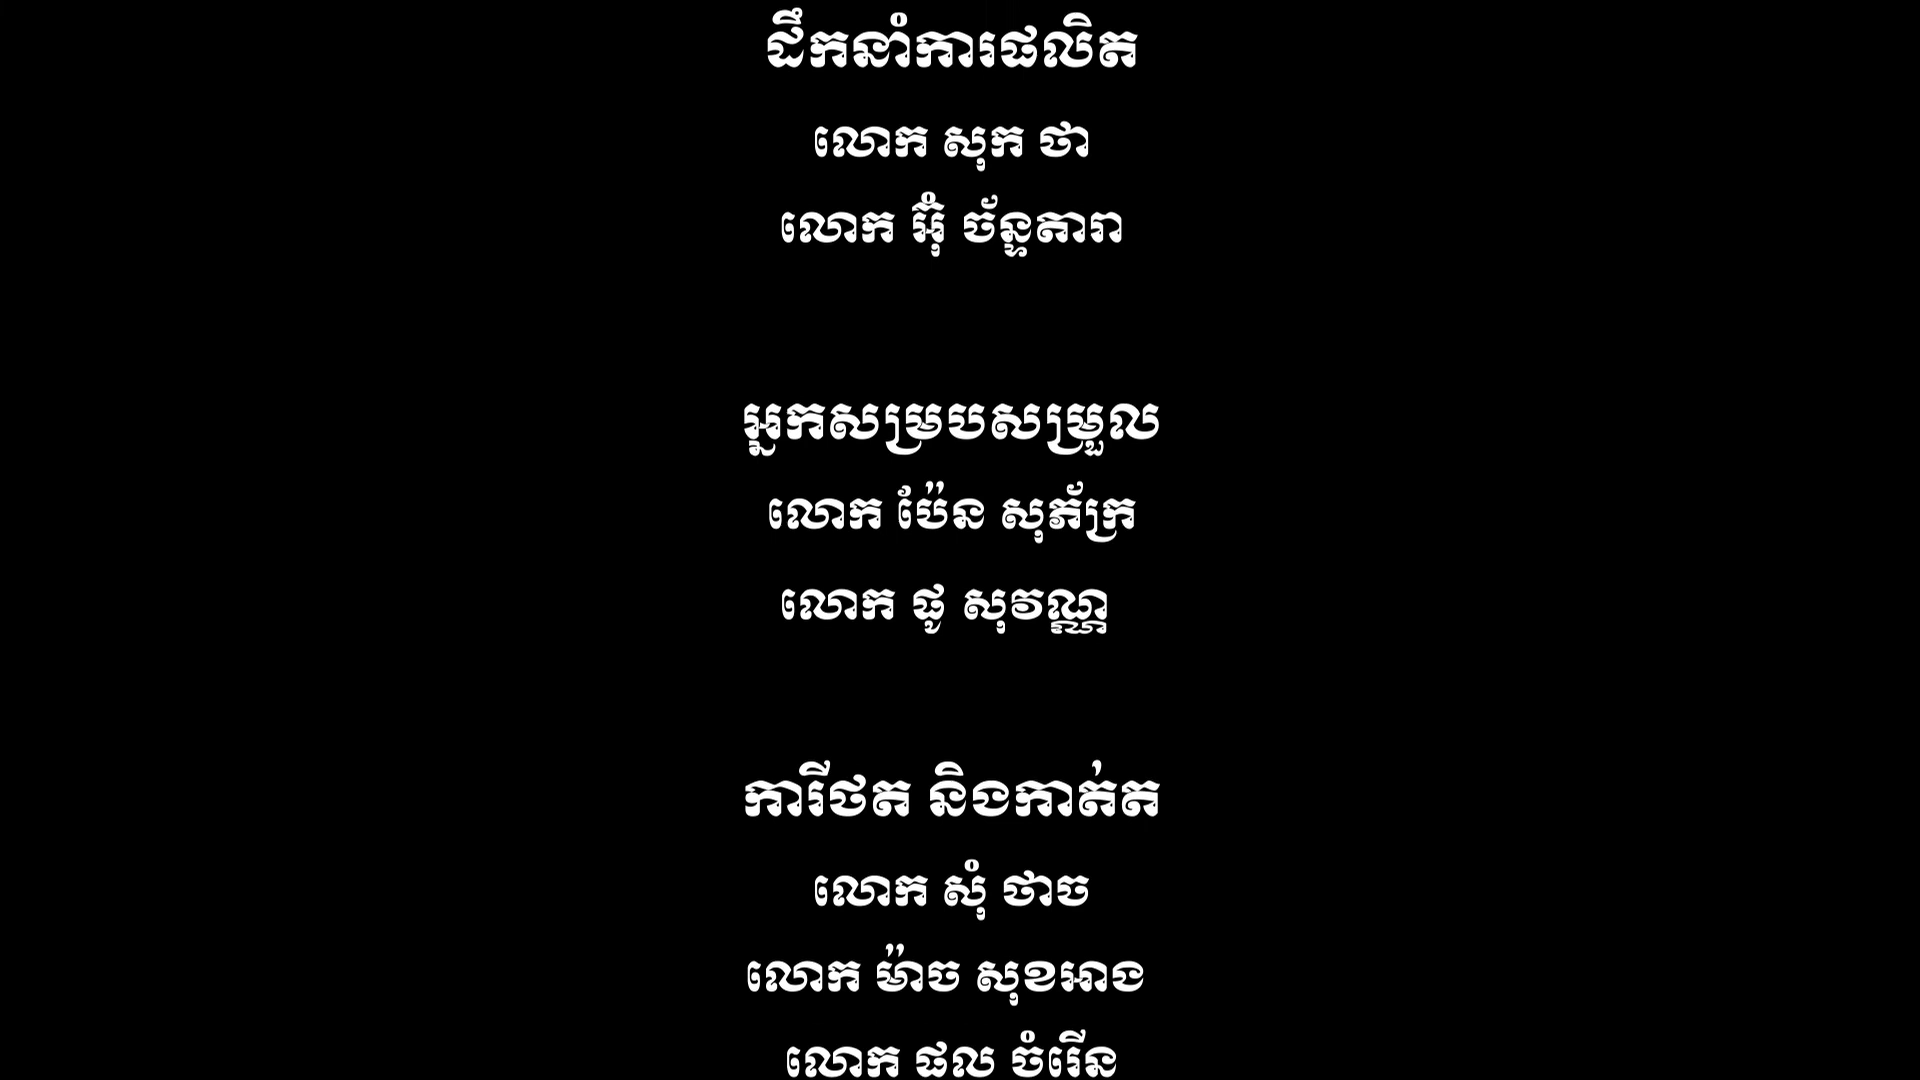 ដឹកនាំការផលិត
លោក សុក ថា
លោក អ៊ុំ ច័ន្ទតារា
អ្នកសម្របសម្រួល
លោក ប៉ែន សុភ័ក្រ
លោក ផូ សុវណ្ណ
ការីថត និងកាត់ត
លោក សុំ ថាច
លោក ម៉ាច សុខអាង
លោក ផល ចំរើន